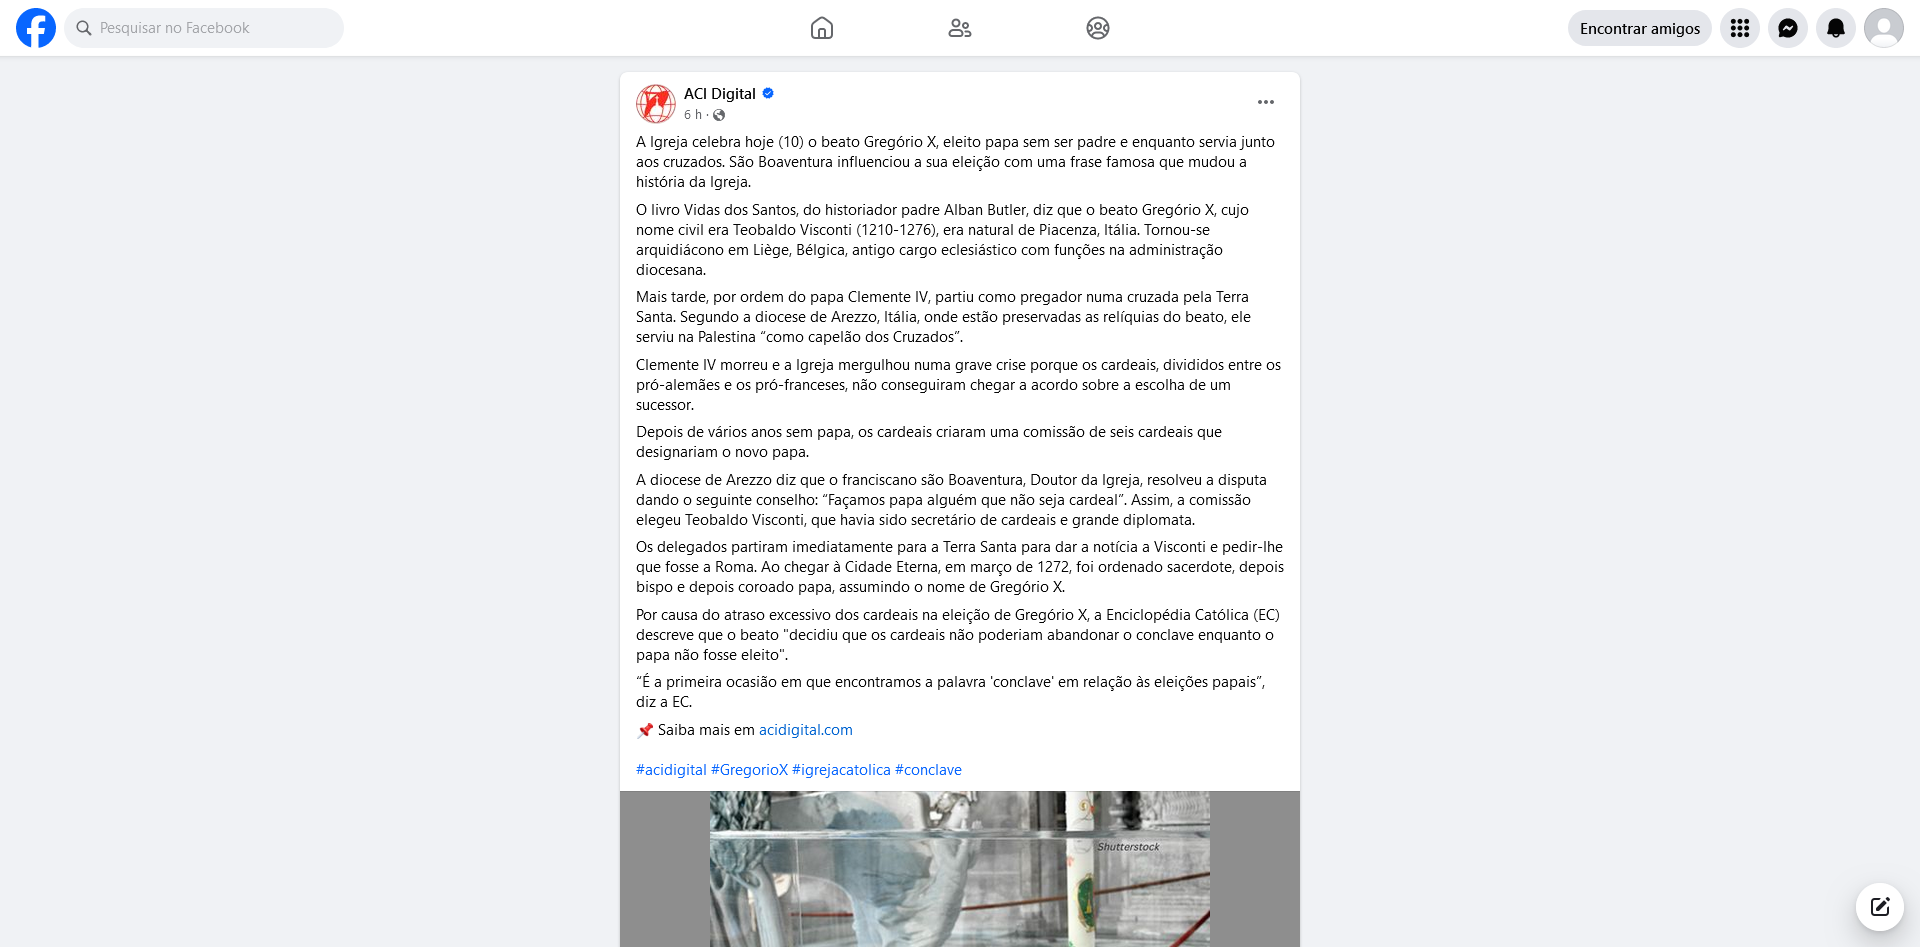 Pesquisar no Facebook
Encontrar amigos
ACI Digital
6 h ·
A Igreja celebra hoje (10) o beato Gregório X, eleito papa sem ser padre e enquanto servia junto
aos cruzados. São Boaventura influenciou a sua eleição com uma frase famosa que mudou a
história da Igreja.
O livro Vidas dos Santos, do historiador padre Alban Butler, diz que o beato Gregório X, cujo
nome civil era Teobaldo Visconti (1210-1276), era natural de Piacenza, Itália. Tornou-se
arquidiácono em Liège, Bélgica, antigo cargo eclesiástico com funções na administração
diocesana.
Mais tarde, por ordem do papa Clemente IV, partiu como pregador numa cruzada pela Terra
Santa. Segundo a diocese de Arezzo, Itália, onde estão preservadas as relíquias do beato, ele
serviu na Palestina “como capelão dos Cruzados”.
Clemente IV morreu e a Igreja mergulhou numa grave crise porque os cardeais, divididos entre os
pró-alemães e os pró-franceses, não conseguiram chegar a acordo sobre a escolha de um
sucessor.
Depois de vários anos sem papa, os cardeais criaram uma comissão de seis cardeais que
designariam o novo papa.
A diocese de Arezzo diz que o franciscano são Boaventura, Doutor da Igreja, resolveu a disputa
dando o seguinte conselho: “Façamos papa alguém que não seja cardeal”. Assim, a comissão
elegeu Teobaldo Visconti, que havia sido secretário de cardeais e grande diplomata.
Os delegados partiram imediatamente para a Terra Santa para dar a notícia a Visconti e pedir-lhe
que fosse a Roma. Ao chegar à Cidade Eterna, em março de 1272, foi ordenado sacerdote, depois
bispo e depois coroado papa, assumindo o nome de Gregório X.
Por causa do atraso excessivo dos cardeais na eleição de Gregório X, a Enciclopédia Católica (EC)
descreve que o beato "decidiu que os cardeais não poderiam abandonar o conclave enquanto o
papa não fosse eleito".
“É a primeira ocasião em que encontramos a palavra 'conclave' em relação às eleições papais”,
diz a EC.
📌 Saiba mais em acidigital.com
#acidigital #GregorioX #igrejacatolica #conclave
Shutterstock